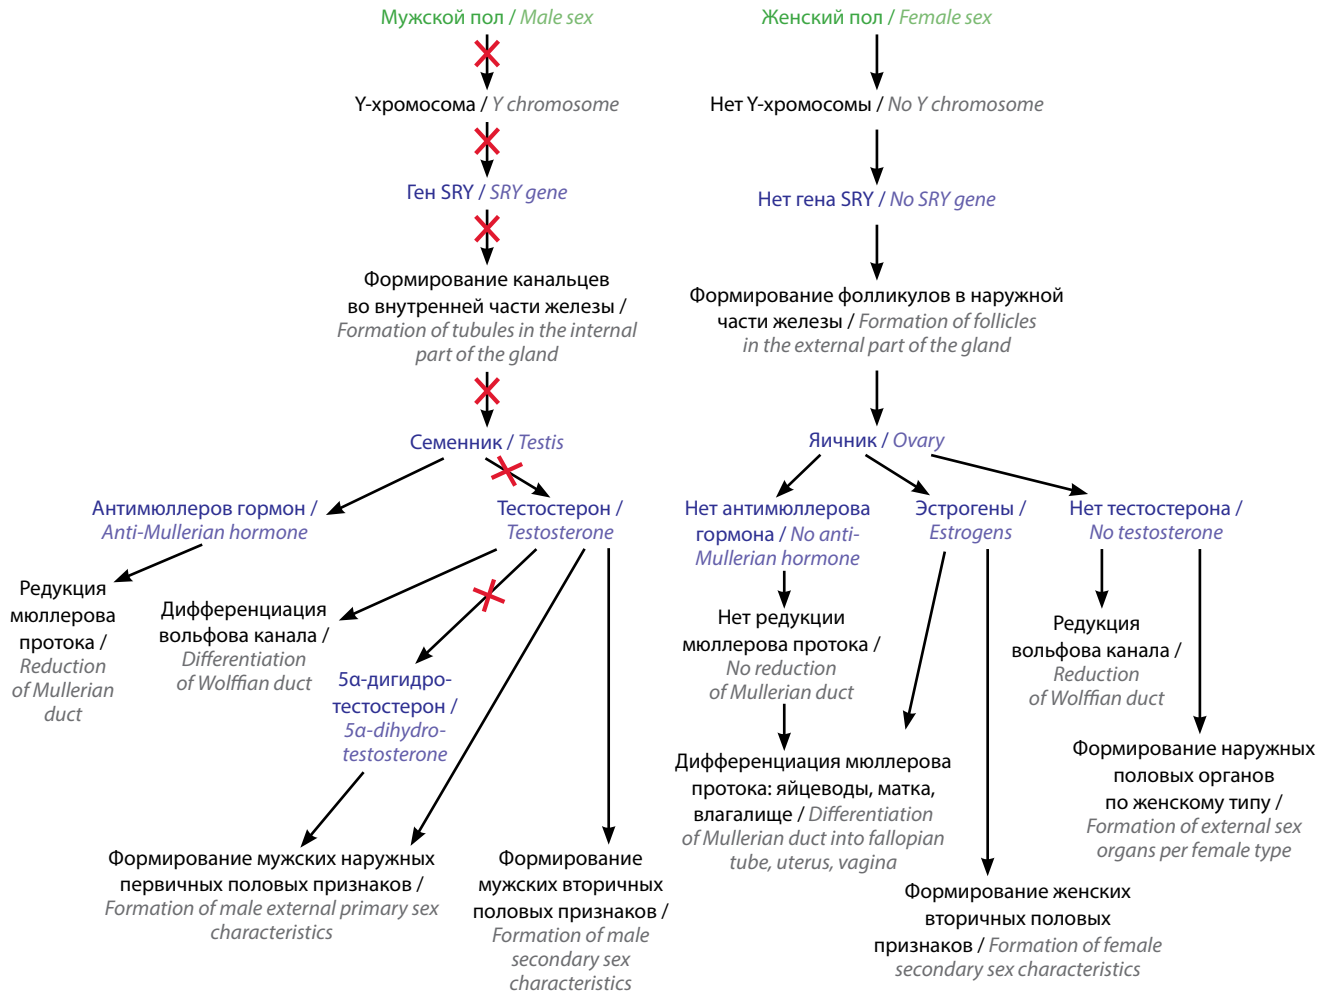 Мужской пол / Male sex
Y-хромосома / Y chromosome
Ген SRY / SRY gene
Формирование канальцев
во внутренней части железы /
Formation of tubules in the internal
part of the gland
Семенник / Testis
Антимюллеров гормон /
Anti-Mullerian hormone
Тестостерон /
Testosterone
Редукция
мюллерова
протока /
Reduction
of Mullerian
duct
Дифференциация
вольфова канала /
Differentiation
of Wolffian duct
5α-дигидро-
тестостерон /
5α-dihydro-
testosterone
Формирование мужских наружных
первичных половых признаков /
Formation of male external primary sex
characteristics
Формирование
мужских вторичных
половых признаков /
Formation of male
secondary sex
characteristics
Женский пол / Female sex
Нет Y-хромосомы / No Y chromosome
Нет гена SRY / No SRY gene
Формирование фолликулов в наружной
части железы / Formation of follicles
in the external part of the gland
Яичник / Ovary
Нет антимюллерова
гормона / No anti-
Mullerian hormone
Эстрогены /
Estrogens
Нет тестостерона /
No testosterone
Нет редукции
мюллерова протока /
No reduction
of Mullerian duct
Редукция
вольфова канала /
Reduction
of Wolffian duct
Дифференциация мюллерова
протока: яйцеводы, матка,
влагалище / Differentiation
of Mullerian duct into fallopian
tube, uterus, vagina
Формирование наружных
половых органов
по женскому типу /
Formation of external sex
organs per female type
Формирование женских
вторичных половых
признаков / Formation of female
secondary sex characteristics